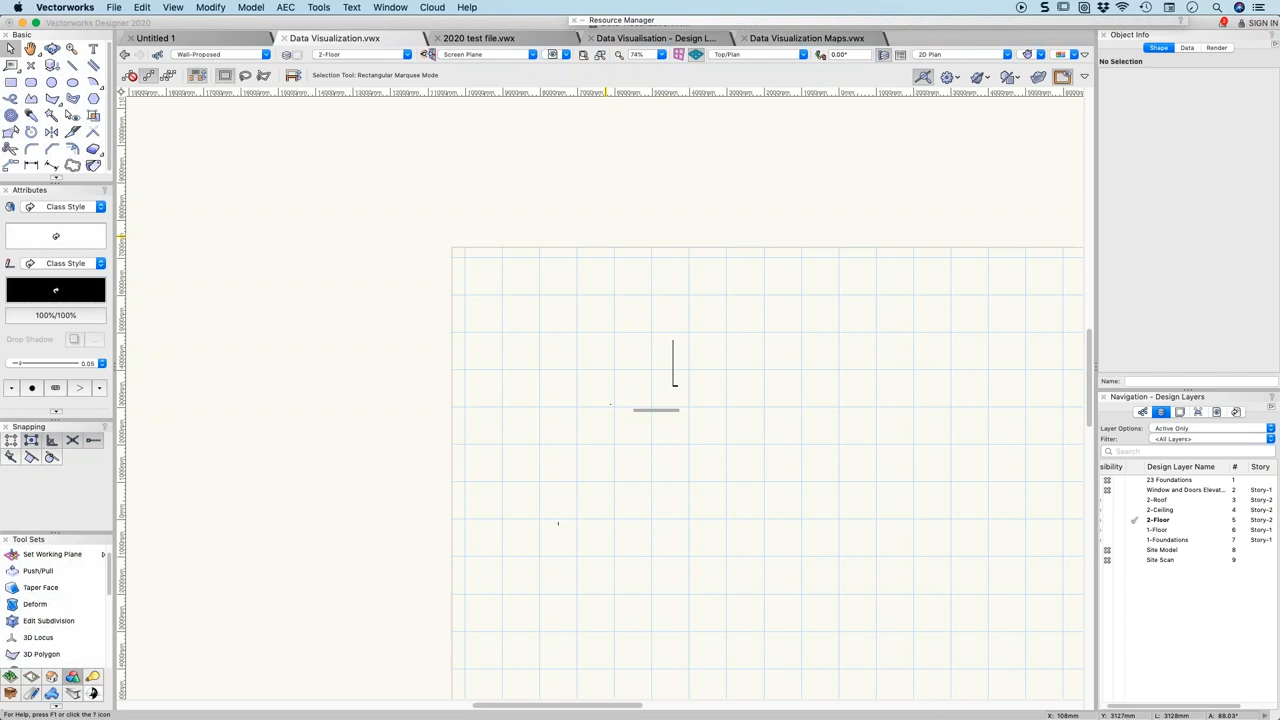 Vectorworks File Edit View Modify Model AEC Tools Text Window Cloud Help
Vectorworks Designer 2020
Resource Manager
SIGN IN
Basic
Untitled 1
Data Visualization.vwx
2020 test file.vwx
Data Visualisation - Design L...
Data Visualization Maps.vwx
Object Info
Wall-Proposed
2-Floor
Screen Plane
74%
Top/Plan
0.00°
2D Plan
Shape Data Render
No Selection
Selection Tool: Rectangular Marquee Mode
Attributes
Class Style
Class Style
100%/100%
Drop Shadow
0.05
Snapping
Tool Sets
Set Working Plane
Push/Pull
Taper Face
Deform
Edit Subdivision
3D Locus
3D Polygon
For Help, press F1 or click the ? icon
Name:
Navigation - Design Layers
Layer Options: Active Only
Filter: <All Layers>
Search
sibility Design Layer Name # Story
23 Foundations 1
Window and Doors Elevat... 2 Story-1
2-Roof 3 Story-2
2-Ceiling 4 Story-2
2-Floor 5 Story-2
1-Floor 6 Story-1
1-Foundations 7 Story-1
Site Model 8
Site Scan 9
X: 108mm Y: 3127mm L: 3128mm A: 88.03°